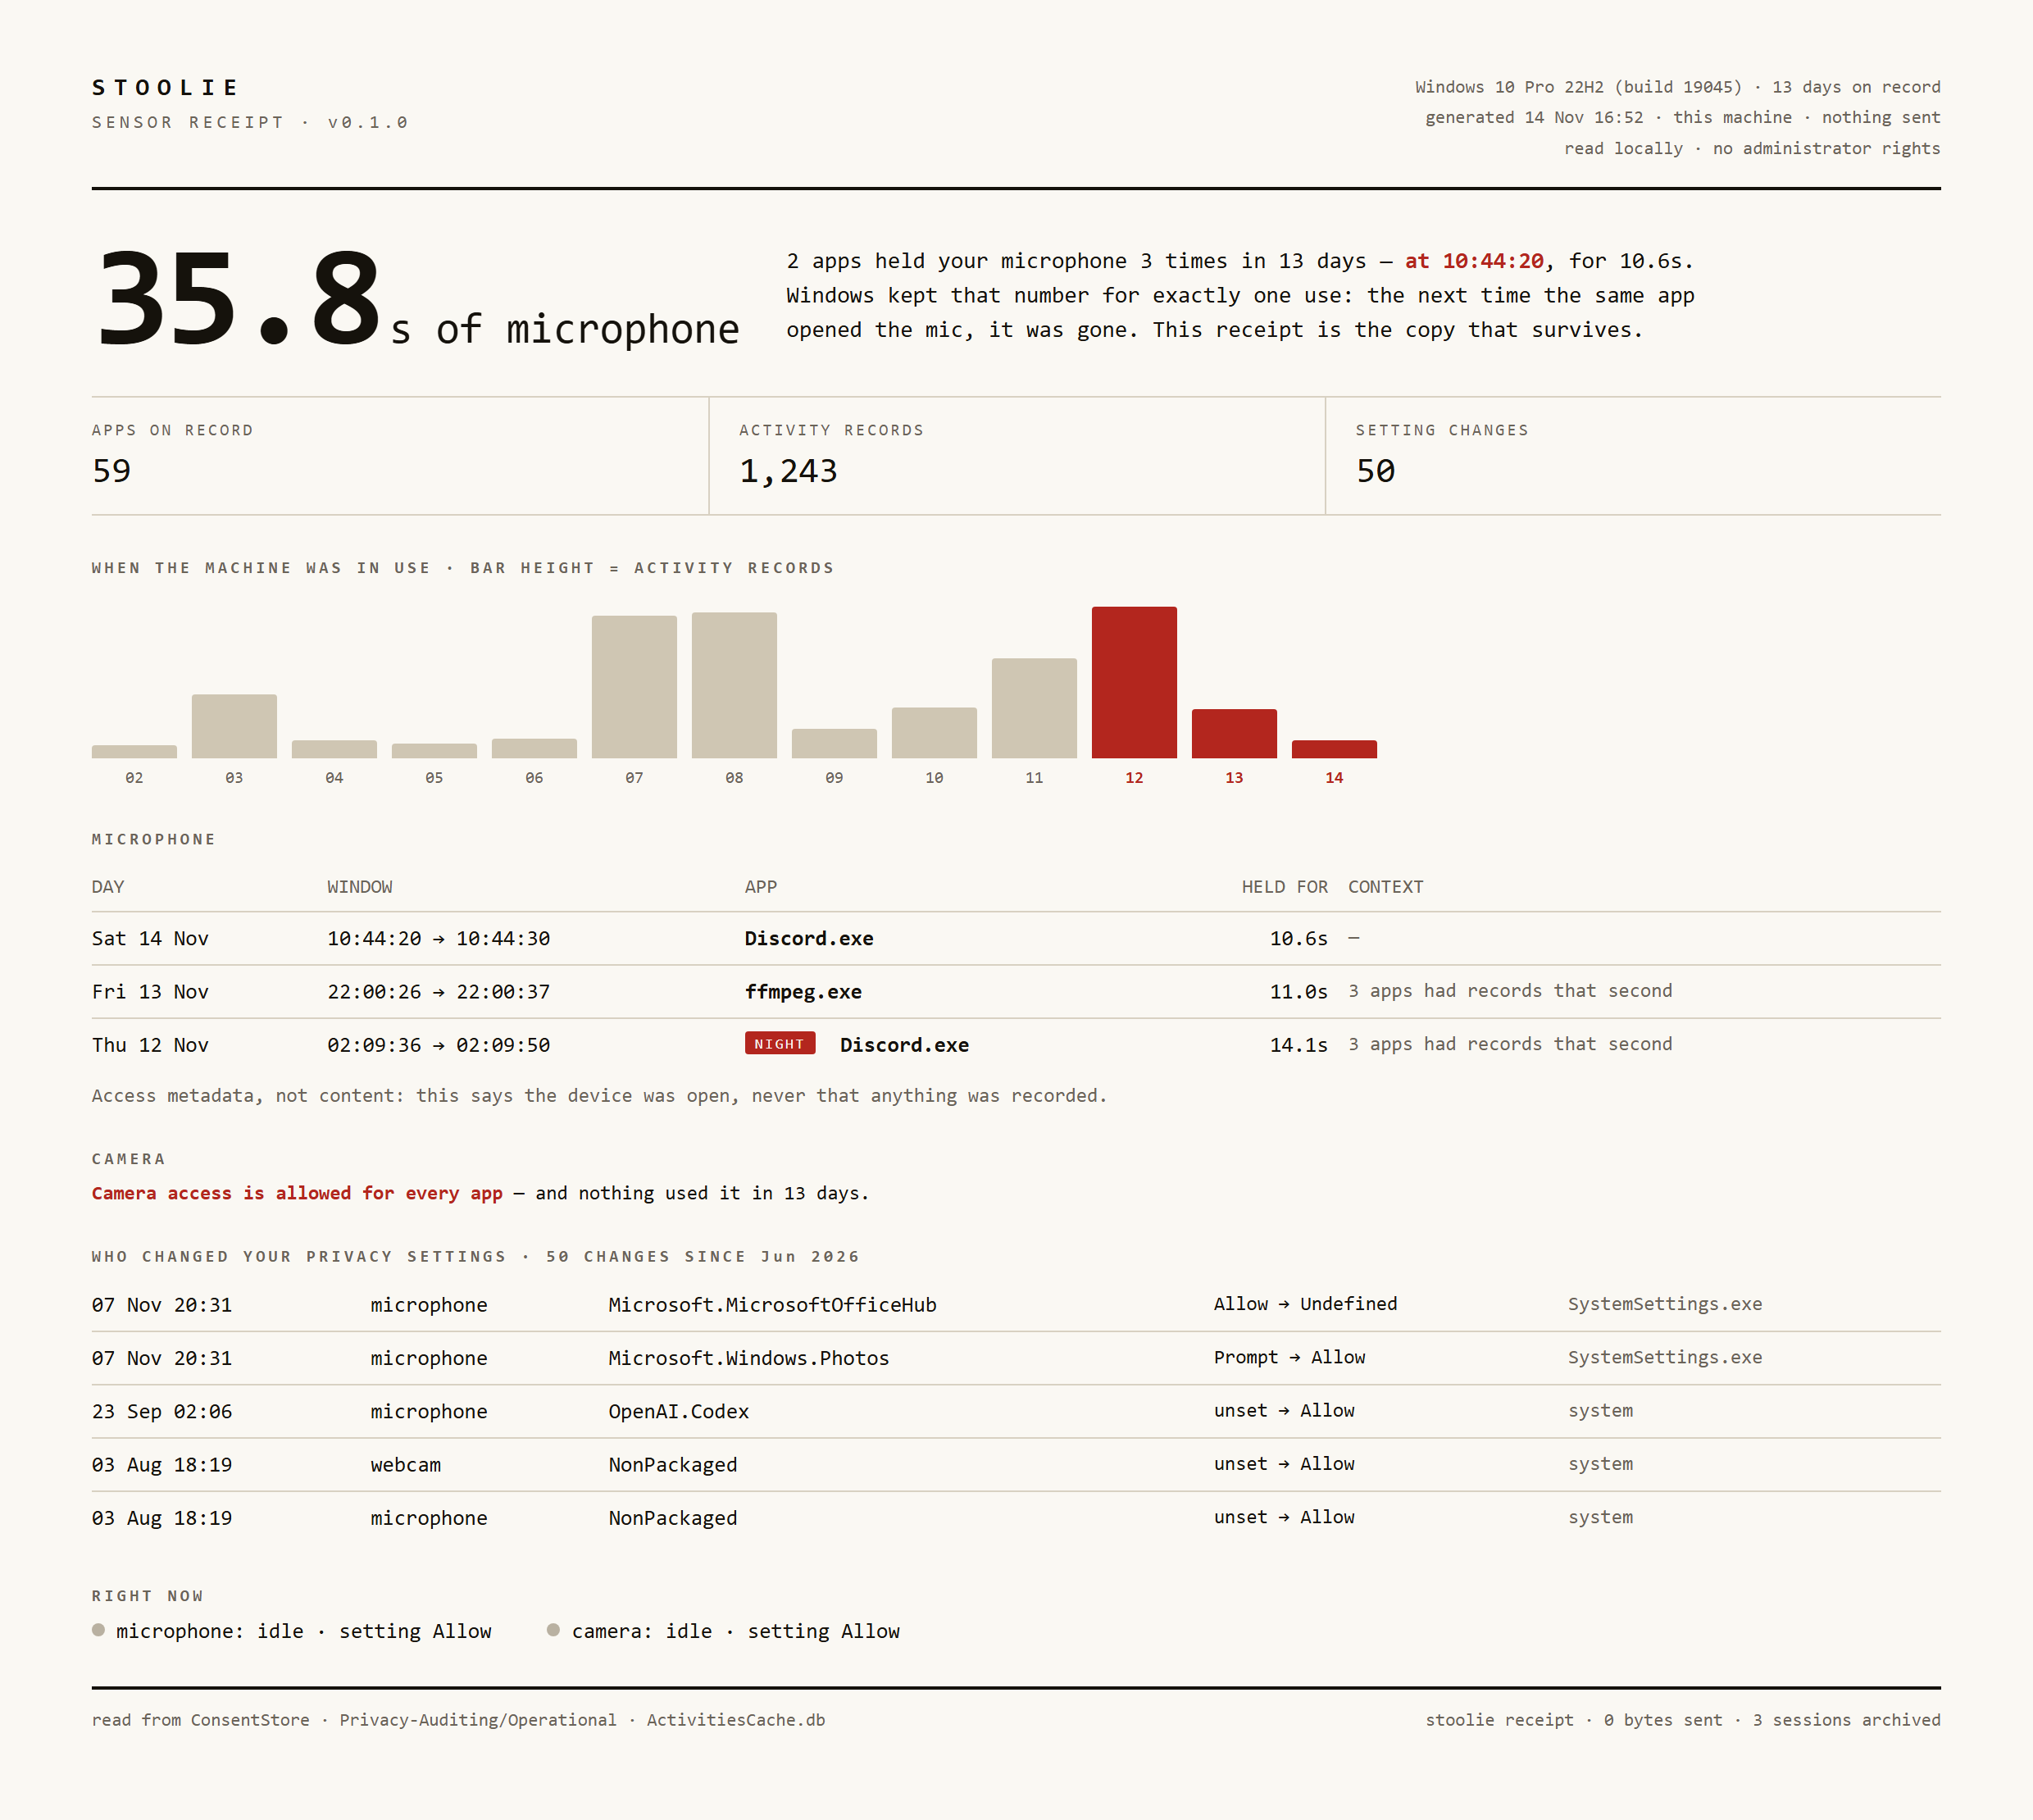 STOOLIE
SENSOR RECEIPT · v0.1.0
Windows 10 Pro 22H2 (build 19045) · 13 days on record
generated 14 Nov 16:52 · this machine · nothing sent
read locally · no administrator rights
35.8s of microphone
2 apps held your microphone 3 times in 13 days — at 10:44:20, for 10.6s.
Windows kept that number for exactly one use: the next time the same app
opened the mic, it was gone. This receipt is the copy that survives.
APPS ON RECORD
59
ACTIVITY RECORDS
1,243
SETTING CHANGES
50
WHEN THE MACHINE WAS IN USE · BAR HEIGHT = ACTIVITY RECORDS
02 03 04 05 06 07 08 09 10 11 12 13 14
MICROPHONE
DAY WINDOW APP HELD FOR CONTEXT
Sat 14 Nov 10:44:20 → 10:44:30 Discord.exe 10.6s —
Fri 13 Nov 22:00:26 → 22:00:37 ffmpeg.exe 11.0s 3 apps had records that second
Thu 12 Nov 02:09:36 → 02:09:50 NIGHT Discord.exe 14.1s 3 apps had records that second
Access metadata, not content: this says the device was open, never that anything was recorded.
CAMERA
Camera access is allowed for every app — and nothing used it in 13 days.
WHO CHANGED YOUR PRIVACY SETTINGS · 50 CHANGES SINCE Jun 2026
07 Nov 20:31 microphone Microsoft.MicrosoftOfficeHub Allow → Undefined SystemSettings.exe
07 Nov 20:31 microphone Microsoft.Windows.Photos Prompt → Allow SystemSettings.exe
23 Sep 02:06 microphone OpenAI.Codex unset → Allow system
03 Aug 18:19 webcam NonPackaged unset → Allow system
03 Aug 18:19 microphone NonPackaged unset → Allow system
RIGHT NOW
microphone: idle · setting Allow camera: idle · setting Allow
read from ConsentStore · Privacy-Auditing/Operational · ActivitiesCache.db
stoolie receipt · 0 bytes sent · 3 sessions archived